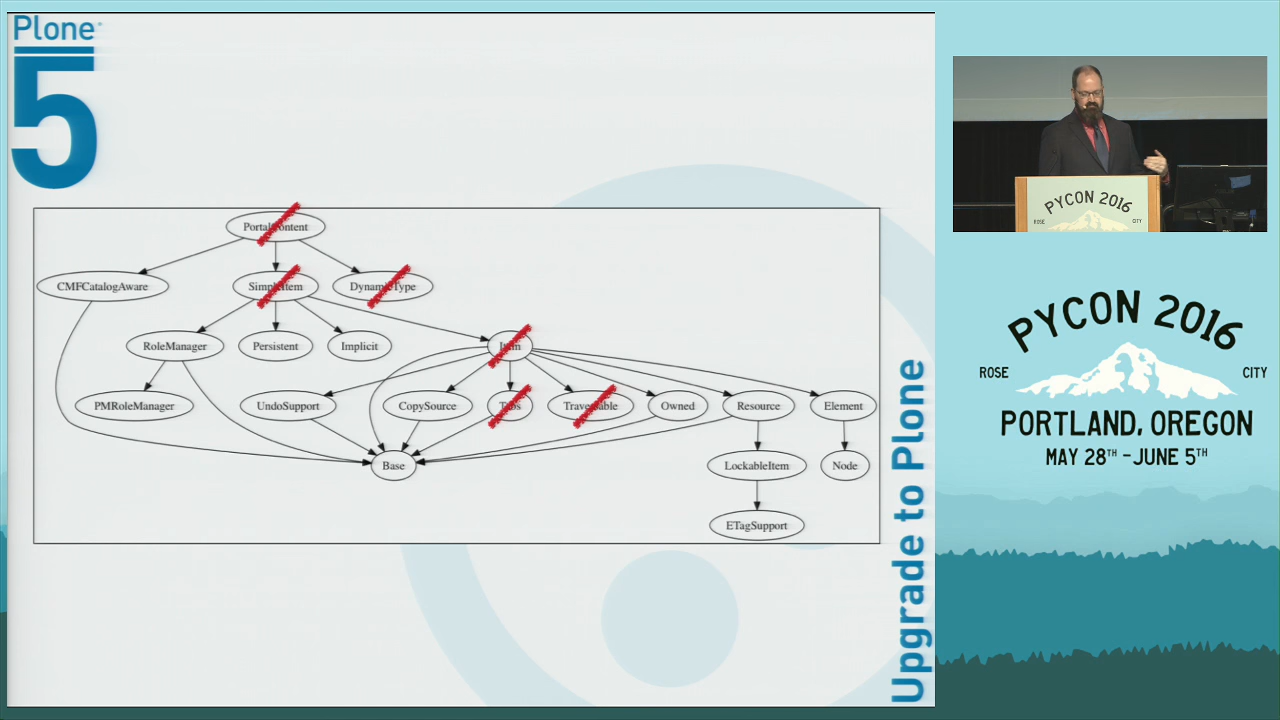 Plone®
5
PortalContent
CMFCatalogAware
SimpleItem
DynamicType
RoleManager
Persistent
Implicit
Item
PMRoleManager
UndoSupport
CopySource
Tabs
Traversable
Owned
Resource
Element
Base
LockableItem
Node
ETagSupport
Upgrade to Plone
PYCON 2016
ROSE
CITY
PYCON 2016
ROSE
CITY
PORTLAND, OREGON
MAY 28TH - JUNE 5TH